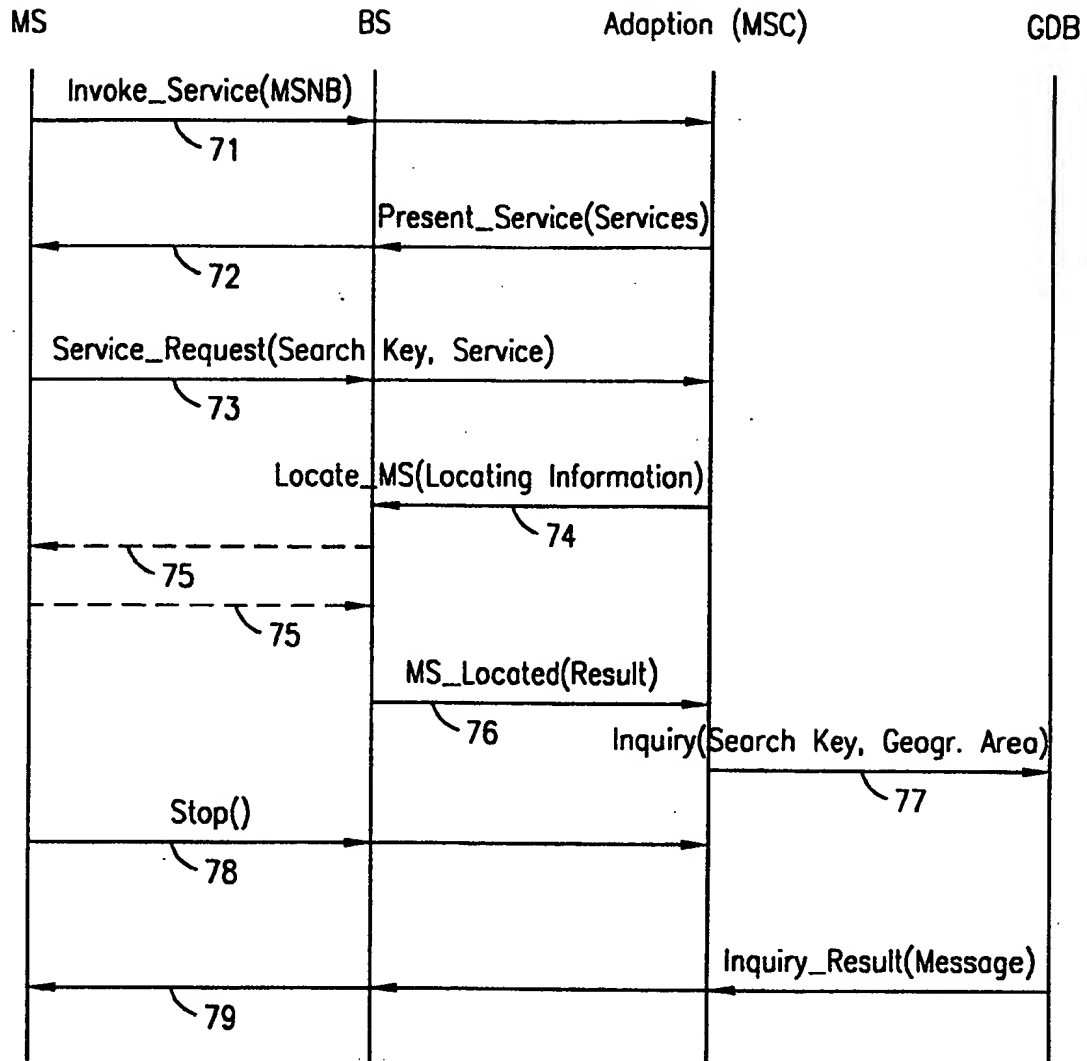 MS BS Adaption (MSC) GDB
Invoke_Service(MSNB)
71
Present_Service(Services)
72
Service_Request(Search Key, Service)
73
Locate_MS(Locating Information)
74
75
75
MS_Located(Result)
76
Inquiry(Search Key, Geogr. Area)
77
Stop()
78
Inquiry_Result(Message)
79